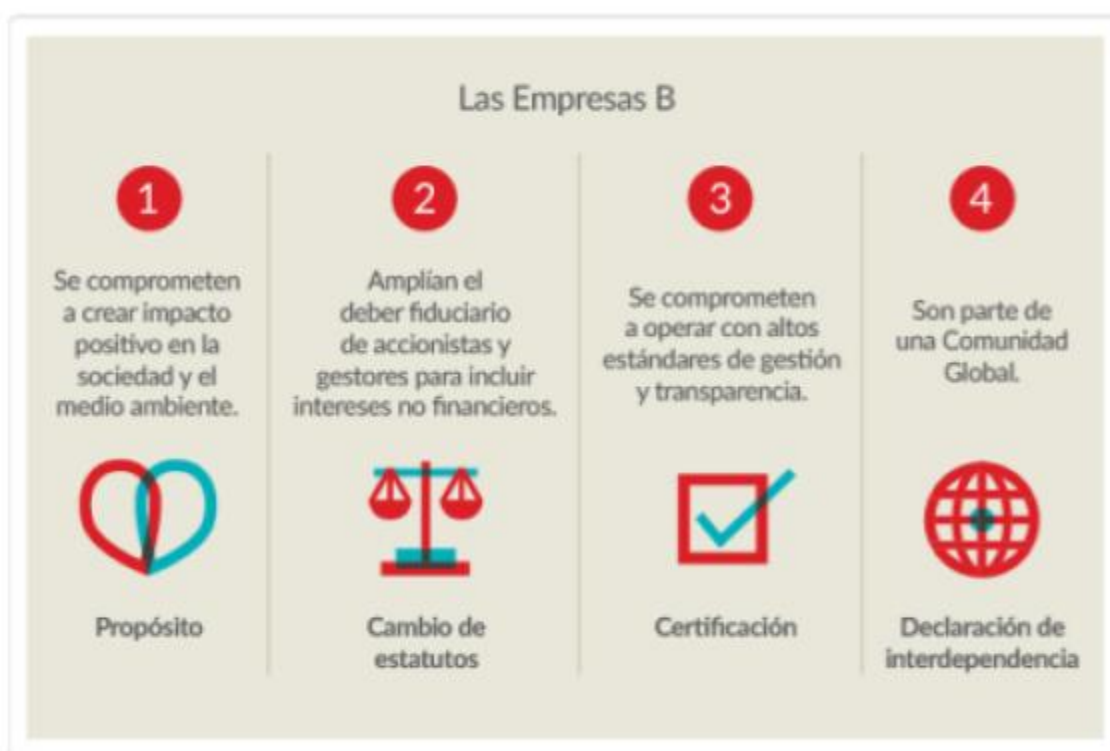 Las Empresas B
1
Se comprometen
a crear impacto
positivo en la
sociedad y el
medio ambiente.
Propósito
2
Amplían el
deber fiduciario
de accionistas y
gestores para incluir
intereses no financieros.
Cambio de
estatutos
3
Se comprometen
a operar con altos
estándares de gestión
y transparencia.
Certificación
4
Son parte de
una Comunidad
Global.
Declaración de
interdependencia